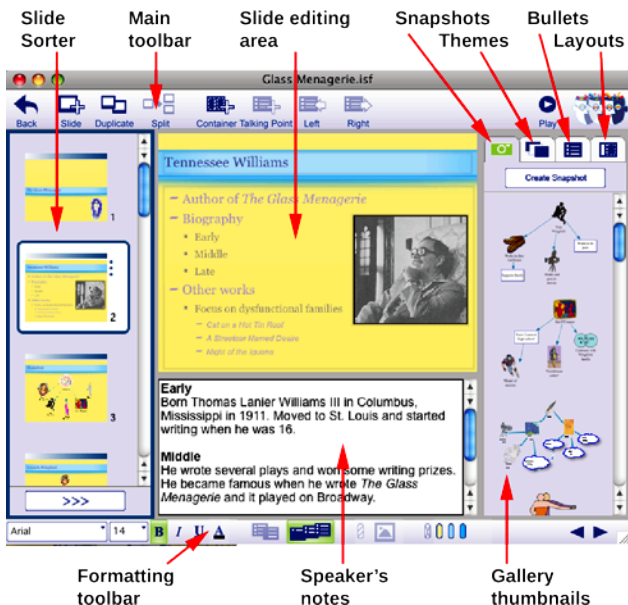 Slide Sorter
Main toolbar
Slide editing area
Snapshots
Themes
Bullets
Layouts
Glass Menagerie.isf
Back
Slide
Duplicate
Split
Container
Talking Point
Left
Right
Play
1
2
3
>>>
Tennessee Williams
– Author of The Glass Menagerie
– Biography
• Early
• Middle
• Late
– Other works
• Focus on dysfunctional families
– Cat on a Hot Tin Roof
– A Streetcar Named Desire
– Night of the Iguana
Early
Born Thomas Lanier Williams III in Columbus,
Mississippi in 1911. Moved to St. Louis and started
writing when he was 16.
Middle
He wrote several plays and won some writing prizes.
He became famous when he wrote The Glass
Menagerie and it played on Broadway.
Create Snapshot
Arial
14
B I U A
Formatting toolbar
Speaker's notes
Gallery thumbnails